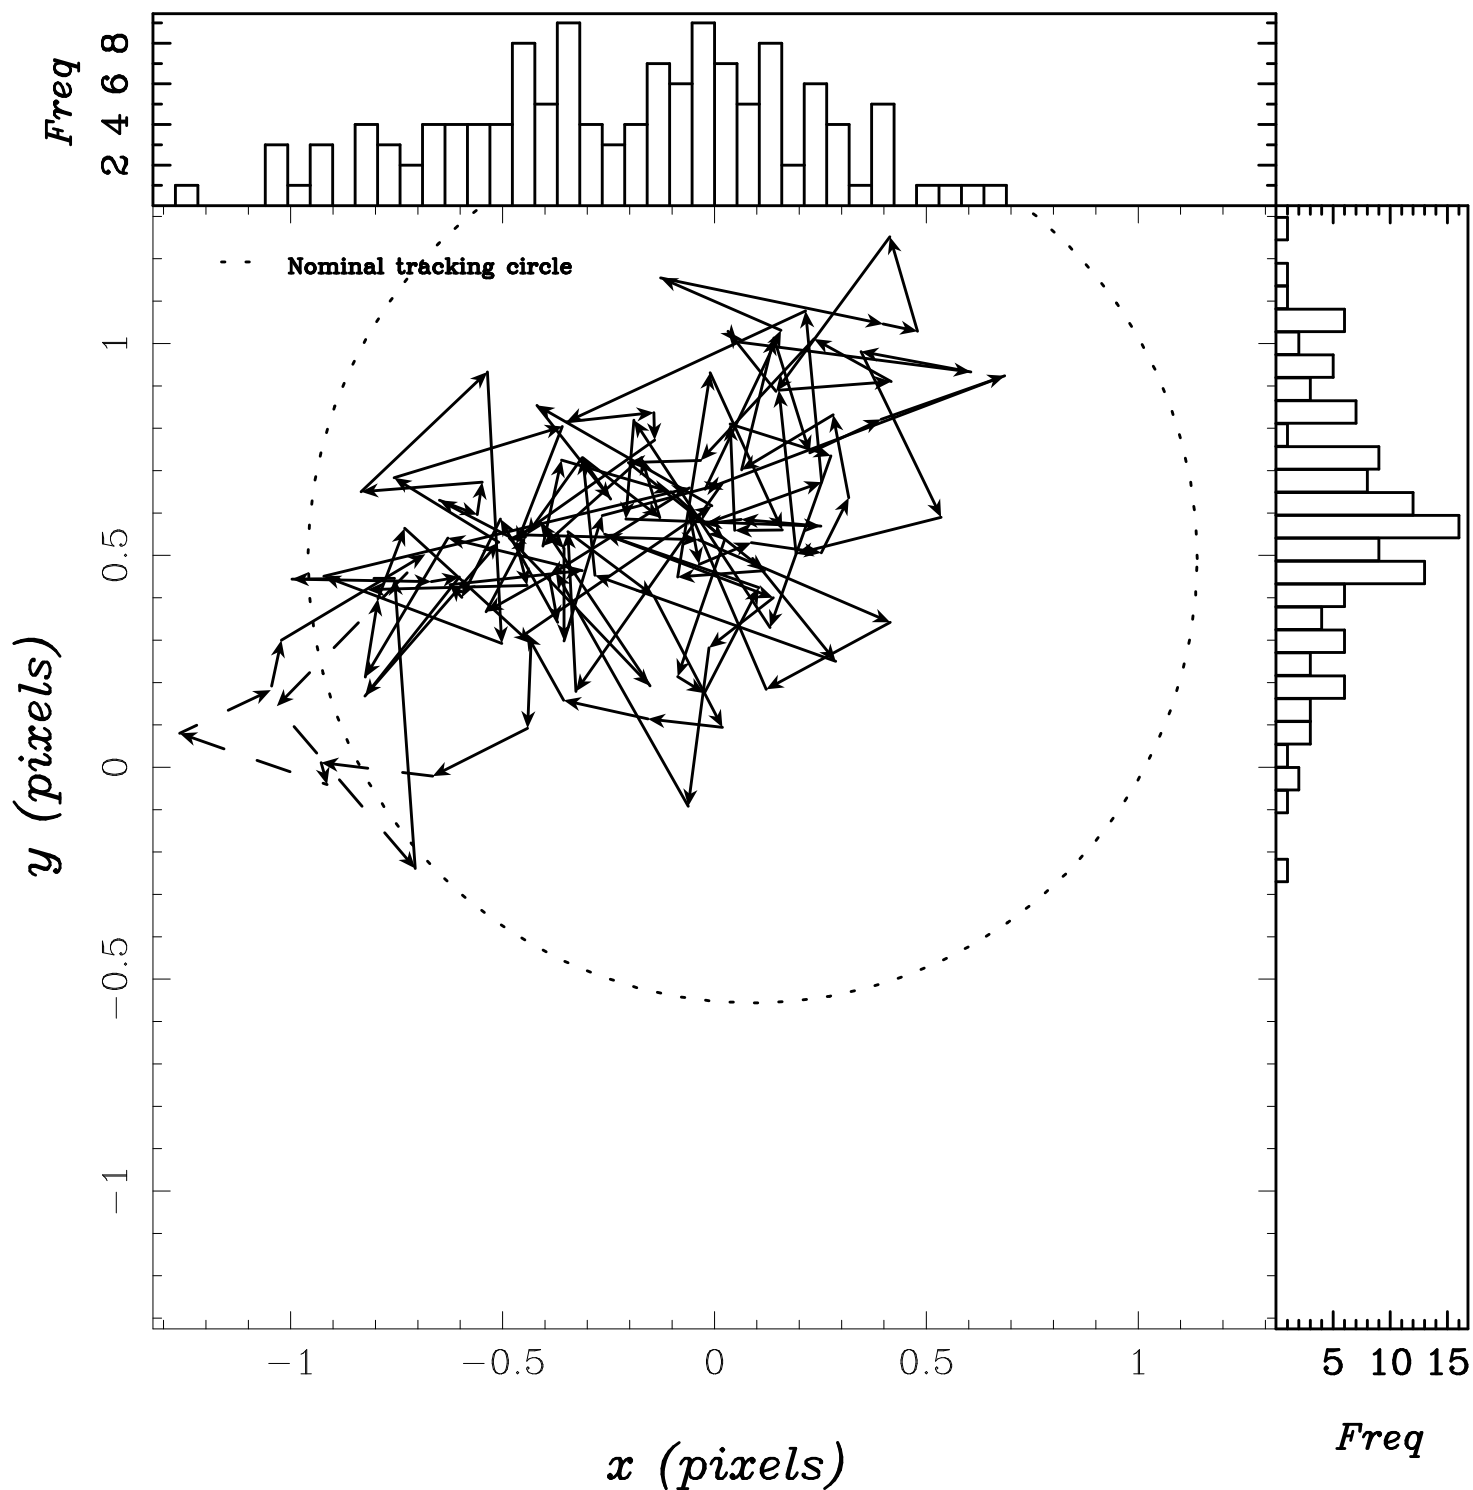 Freq
2 4 6 8
Nominal tracking circle
y (pixels)
1
0.5
0
−0.5
−1
−1 −0.5 0 0.5 1
x (pixels)
5 10 15
Freq